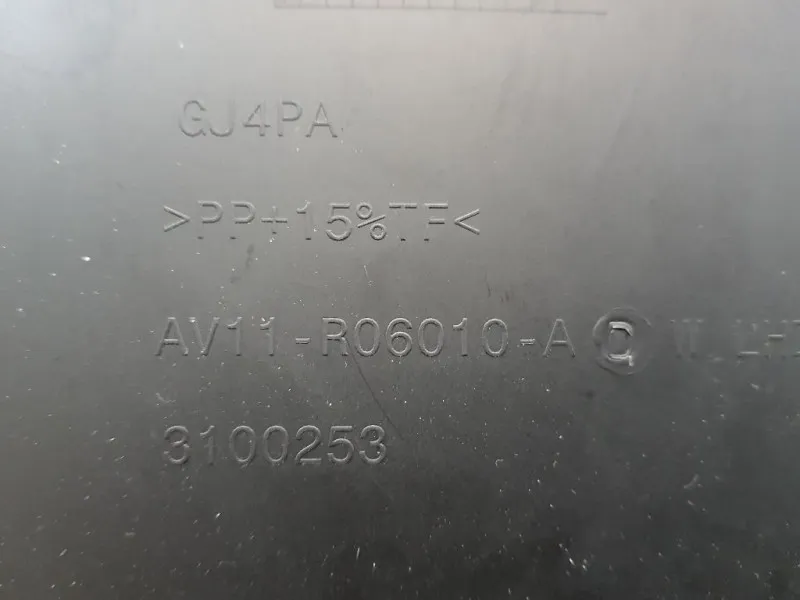 GJ4PA
>PP+15%TF<
AV11-R06010-A
3100253